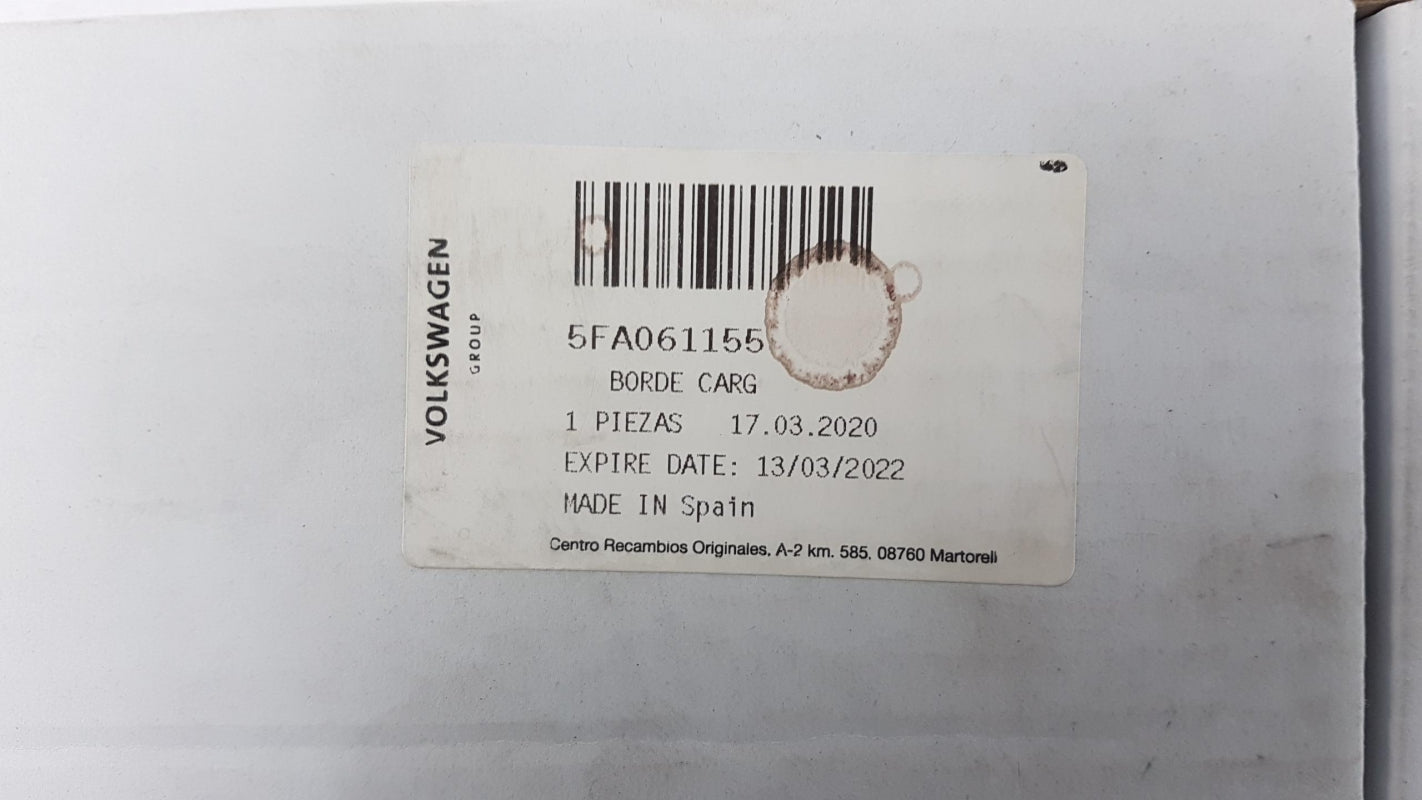 VOLKSWAGEN
GROUP
5FA061155
BORDE CARG
1 PIEZAS 17.03.2020
EXPIRE DATE: 13/03/2022
MADE IN Spain
Centro Recambios Originales, A-2 km. 585, 08760 Martorell